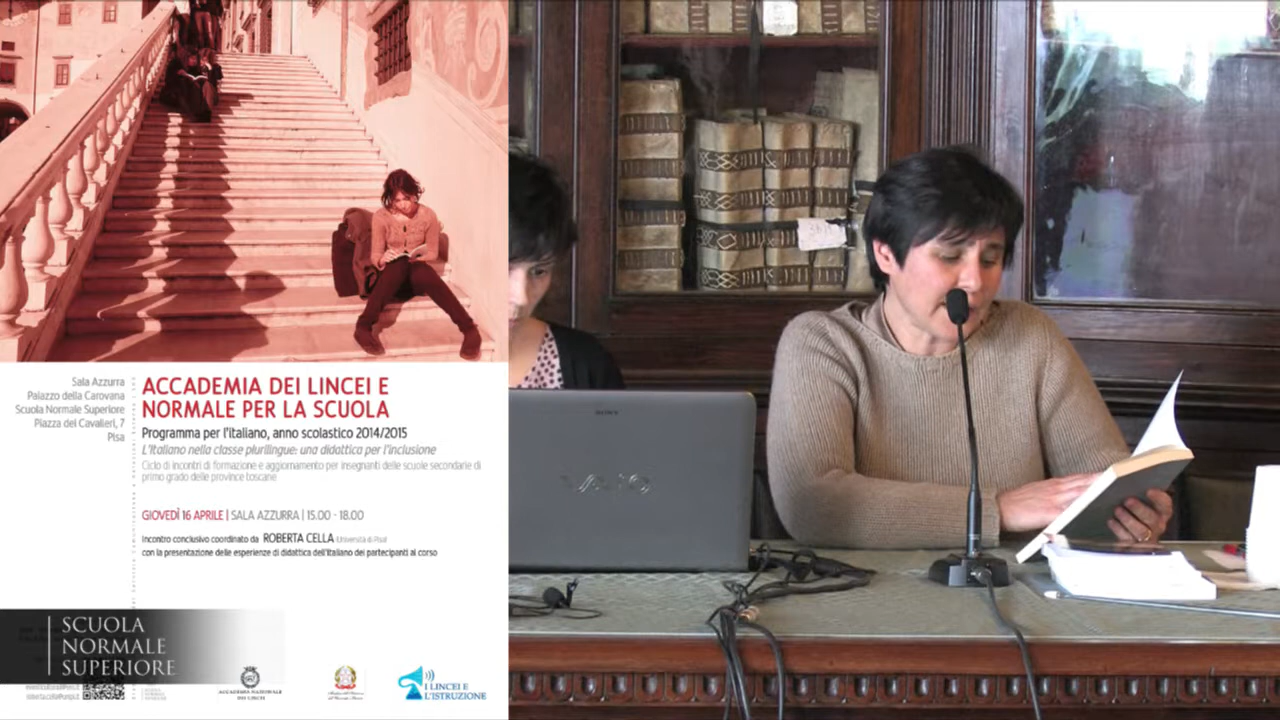 Sala Azzurra
Palazzo della Carovana
Scuola Normale Superiore
Piazza dei Cavalieri, 7
Pisa
ACCADEMIA DEI LINCEI E
NORMALE PER LA SCUOLA
Programma per l'italiano, anno scolastico 2014/2015
L'italiano nella classe plurilingue: una didattica per l'inclusione
Ciclo di incontri di formazione e aggiornamento per insegnanti delle scuole secondarie di
primo grado delle province toscane
GIOVEDÌ 16 APRILE | SALA AZZURRA | 15.00 - 18.00
Incontro conclusivo coordinato da ROBERTA CELLA Università di Pisa
con la presentazione delle esperienze di didattica dell'italiano dei partecipanti al corso
SCUOLA
NORMALE
SUPERIORE
ACCADEMIA NAZIONALE
DEI LINCEI
I LINCEI E
L'ISTRUZIONE
SONY
VAIO